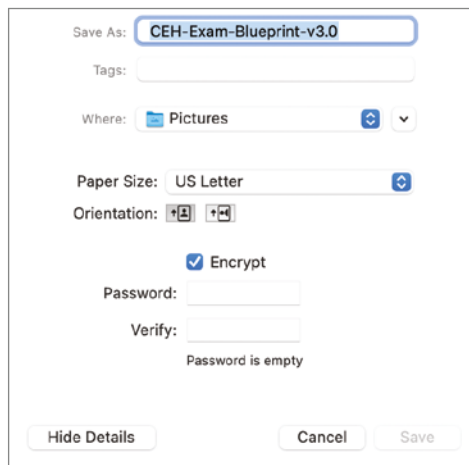 Save As: CEH-Exam-Blueprint-v3.0
Tags:
Where: Pictures
Paper Size: US Letter
Orientation:
Encrypt
Password:
Verify:
Password is empty
Hide Details Cancel Save